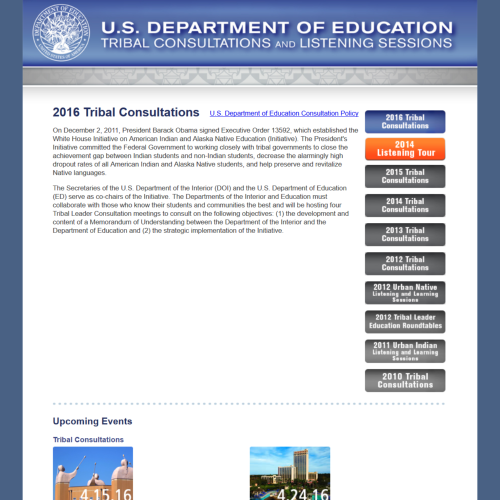 U.S. DEPARTMENT OF EDUCATION
TRIBAL CONSULTATIONS AND LISTENING SESSIONS
2016 Tribal Consultations
U.S. Department of Education Consultation Policy
On December 2, 2011, President Barack Obama signed Executive Order 13592, which established the
White House Initiative on American Indian and Alaska Native Education (Initiative). The President's
Initiative committed the Federal Government to working closely with tribal governments to close the
achievement gap between Indian students and non-Indian students, decrease the alarmingly high
dropout rates of all American Indian and Alaska Native students, and help preserve and revitalize
Native languages.
The Secretaries of the U.S. Department of the Interior (DOI) and the U.S. Department of Education
(ED) serve as co-chairs of the Initiative. The Departments of the Interior and Education must
collaborate with those who know their students and communities the best and will be hosting four
Tribal Leader Consultation meetings to consult on the following objectives: (1) the development and
content of a Memorandum of Understanding between the Department of the Interior and the
Department of Education and (2) the strategic implementation of the Initiative.
2016 Tribal
Consultations
2014
Listening Tour
2015 Tribal
Consultations
2014 Tribal
Consultations
2013 Tribal
Consultations
2012 Tribal
Consultations
2012 Urban Native
Listening and Learning
Sessions
2012 Tribal Leader
Education Roundtables
2011 Urban Indian
Listening and Learning
Sessions
2010 Tribal
Consultations
Upcoming Events
Tribal Consultations
4.15.16
4.24.16